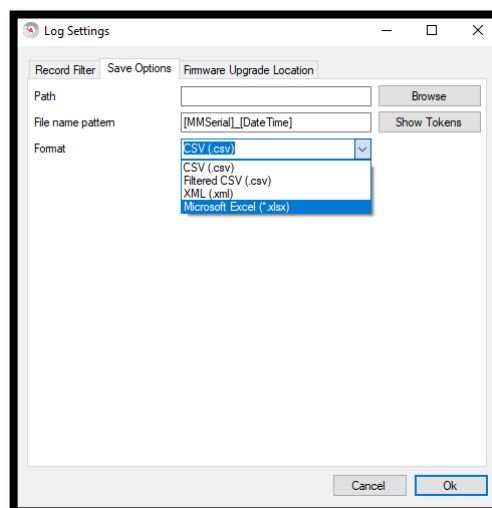 Log Settings
Record Filter Save Options Firmware Upgrade Location
Path Browse
File name pattern [MMSerial]_[DateTime] Show Tokens
Format CSV (.csv)
CSV (.csv)
Filtered CSV (.csv)
XML (.xml)
Microsoft Excel (*.xlsx)
Cancel Ok